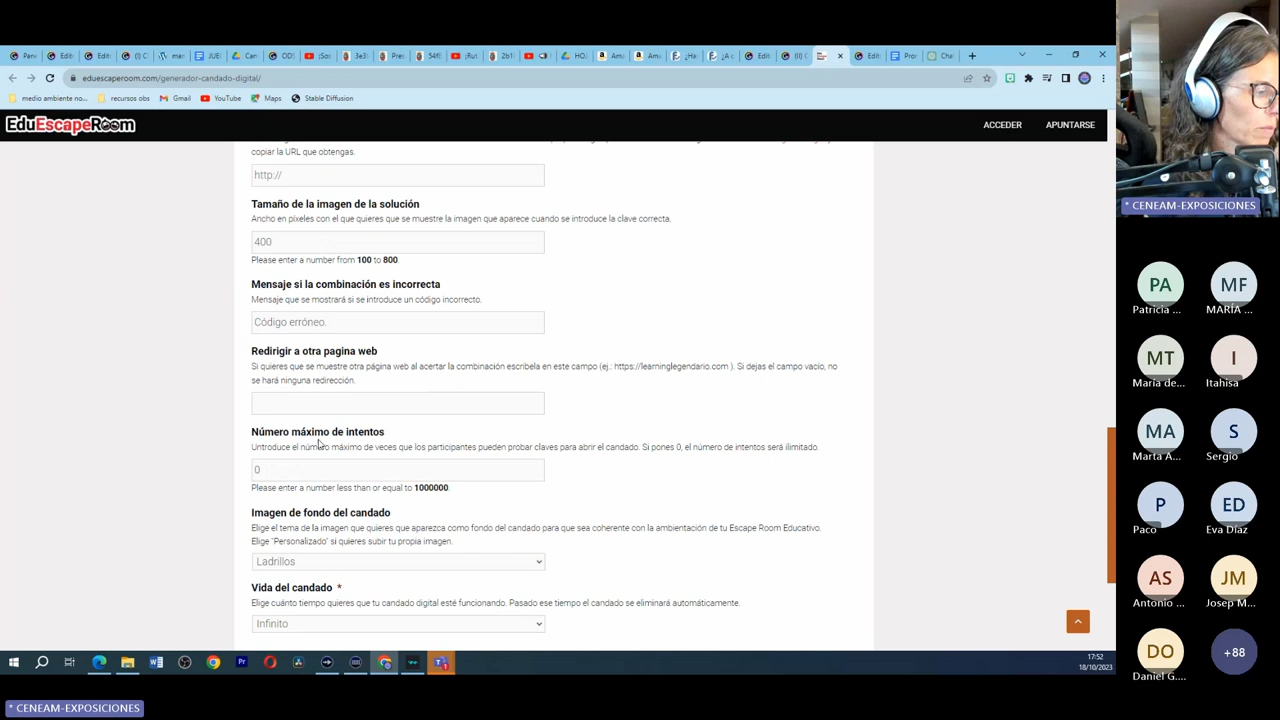 eduescaperoom.com/generador-candado-digital/
medio ambiente no...
recursos obs
Gmail
YouTube
Maps
Stable Diffusion
EduEscapeRoom
ACCEDER
APUNTARSE
copiar la URL que obtengas.
http://
Tamaño de la imagen de la solución
Ancho en píxeles con el que quieres que se muestre la imagen que aparece cuando se introduce la clave correcta.
400
Please enter a number from 100 to 800.
Mensaje si la combinación es incorrecta
Mensaje que se mostrará si se introduce un código incorrecto.
Código erróneo.
Redirigir a otra pagina web
Si quieres que se muestre otra página web al acertar la combinación escríbela en este campo (ej.: https://learninglegendario.com ). Si dejas el campo vacío, no
se hará ninguna redirección.
Número máximo de intentos
Untroduce el número máximo de veces que los participantes pueden probar claves para abrir el candado. Si pones 0, el número de intentos será ilimitado.
0
Please enter a number less than or equal to 1000000.
Imagen de fondo del candado
Elige el tema de la imagen que quieres que aparezca como fondo del candado para que sea coherente con la ambientación de tu Escape Room Educativo.
Elige "Personalizado" si quieres subir tu propia imagen.
Ladrillos
Vida del candado *
Elige cuánto tiempo quieres que tu candado digital esté funcionando. Pasado ese tiempo el candado se eliminará automáticamente.
Infinito
17:52
18/10/2023
* CENEAM-EXPOSICIONES
* CENEAM-EXPOSICIONES
PA
MF
Patricia ...
MARÍA ...
MT
I
María de...
Itahisa
MA
S
Marta A...
Sergio
P
ED
Paco
Eva Díaz
AS
JM
Antonio ...
Josep M...
DO
+88
Daniel G....